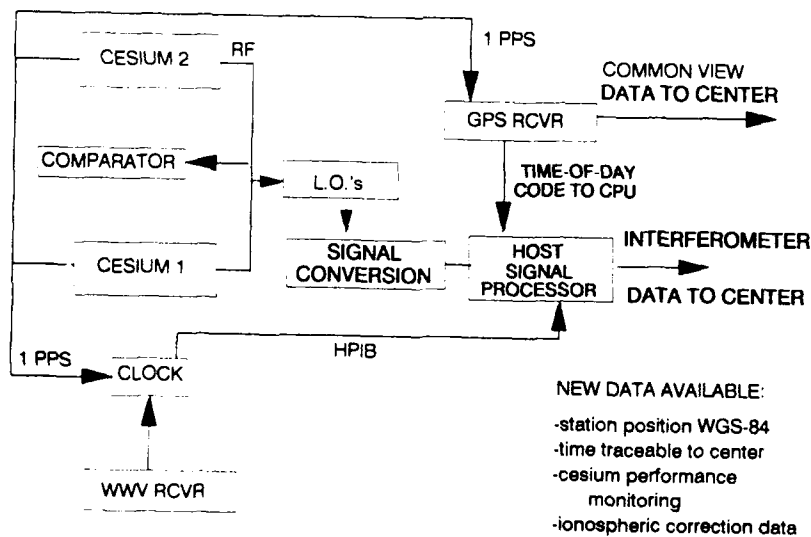 CESIUM 2
RF
1 PPS
COMMON VIEW
DATA TO CENTER
GPS RCVR
COMPARATOR
L.O.'s
TIME-OF-DAY
CODE TO CPU
CESIUM 1
SIGNAL
CONVERSION
HOST
SIGNAL
PROCESSOR
INTERFEROMETER
DATA TO CENTER
HPIB
1 PPS
CLOCK
WWV RCVR
NEW DATA AVAILABLE:
-station position WGS-84
-time traceable to center
-cesium performance
monitoring
-ionospheric correction data